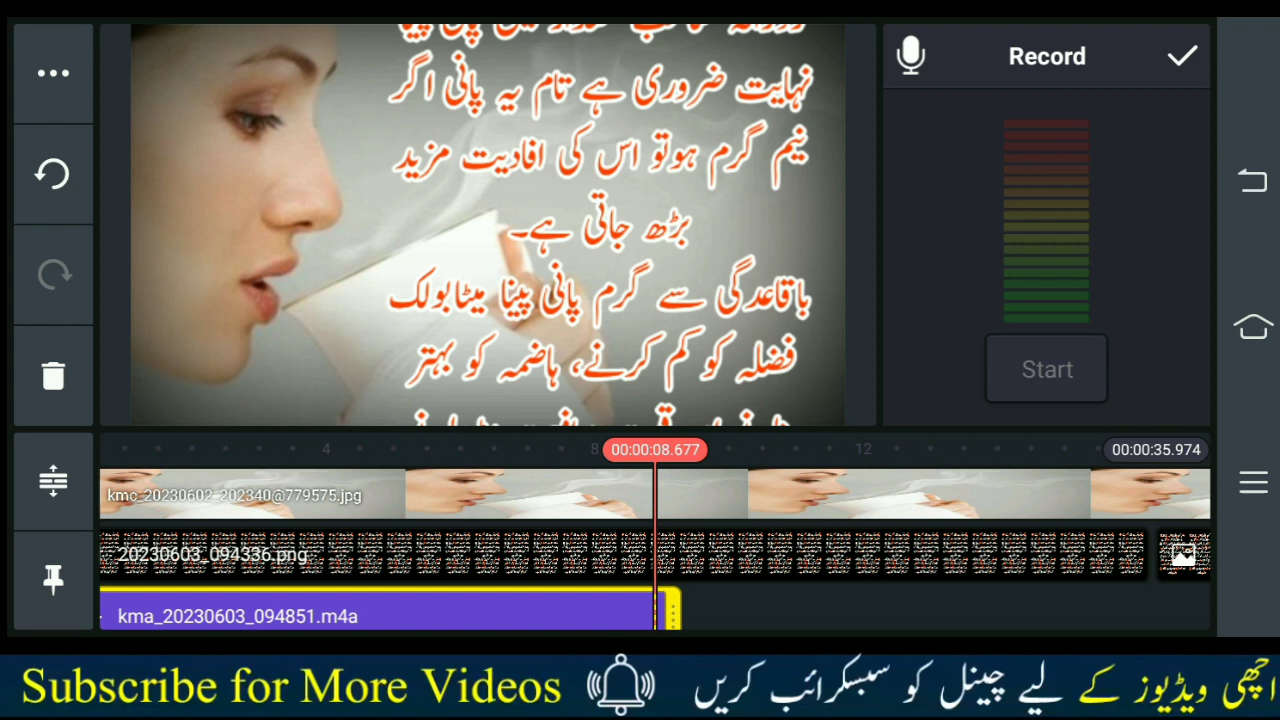 نہایت ضروری ہے تام یہ پانی اگر
نیم گرم ہوتو اس کی افادیت مزید
بڑھ جاتی ہے۔
باقاعدگی سے گرم پانی پینا میٹابولک
فضلہ کو کم کرنے، ہاضمہ کو بہتر
Record
Start
4
8
00:00:08.677
12
00:00:35.974
kmc_20230602_202340@779575.jpg
20230603_094336.png
kma_20230603_094851.m4a
Subscribe for More Videos
اچھی ویڈیوز کے لیے چینل کو سبسکرائب کریں